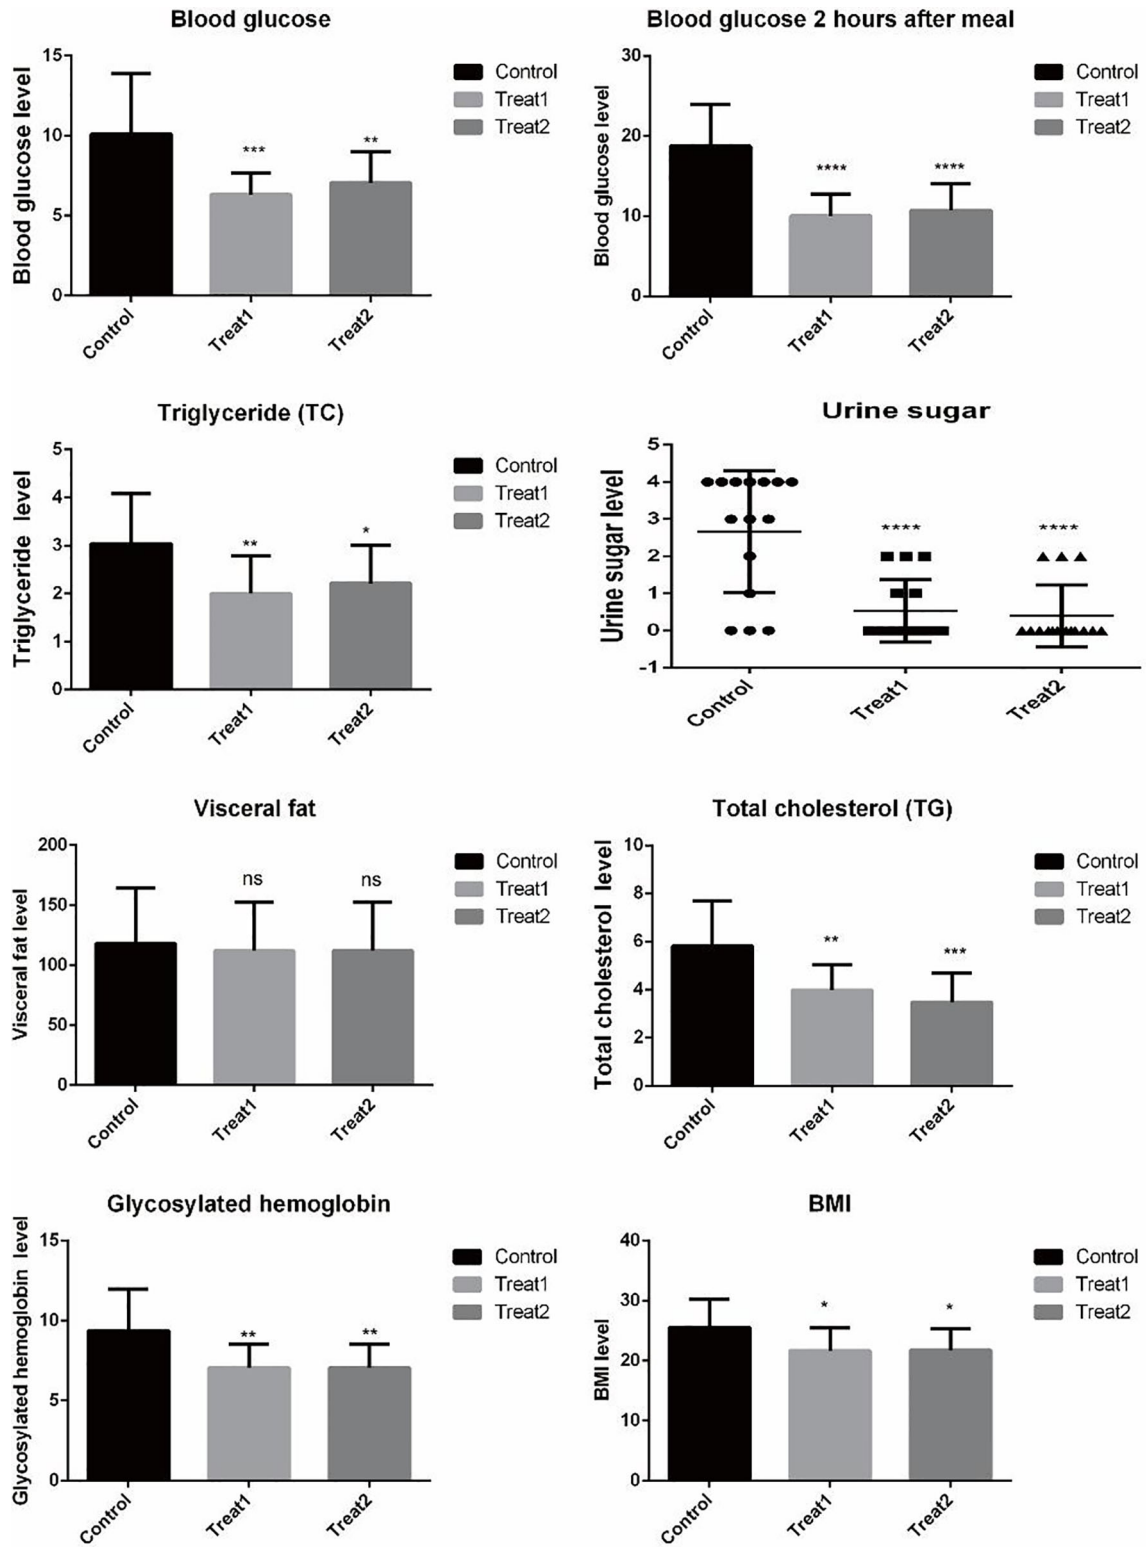 Blood glucose
Blood glucose level
15
10
5
0
***
**
Control
Treat1
Treat2
Control
Treat1
Treat2
Blood glucose 2 hours after meal
Blood glucose level
30
20
10
0
****
****
Control
Treat1
Treat2
Control
Treat1
Treat2
Triglyceride (TC)
Triglyceride level
5
4
3
2
1
0
**
*
Control
Treat1
Treat2
Control
Treat1
Treat2
Urine sugar
Urine sugar level
5
4
3
2
1
0
-1
****
****
Control
Treat1
Treat2
Visceral fat
Visceral fat level
200
150
100
50
0
ns
ns
Control
Treat1
Treat2
Control
Treat1
Treat2
Total cholesterol (TG)
Total cholesterol level
10
8
6
4
2
0
**
***
Control
Treat1
Treat2
Control
Treat1
Treat2
Glycosylated hemoglobin
Glycosylated hemoglobin level
15
10
5
0
**
**
Control
Treat1
Treat2
Control
Treat1
Treat2
BMI
BMI level
40
30
20
10
0
*
*
Control
Treat1
Treat2
Control
Treat1
Treat2